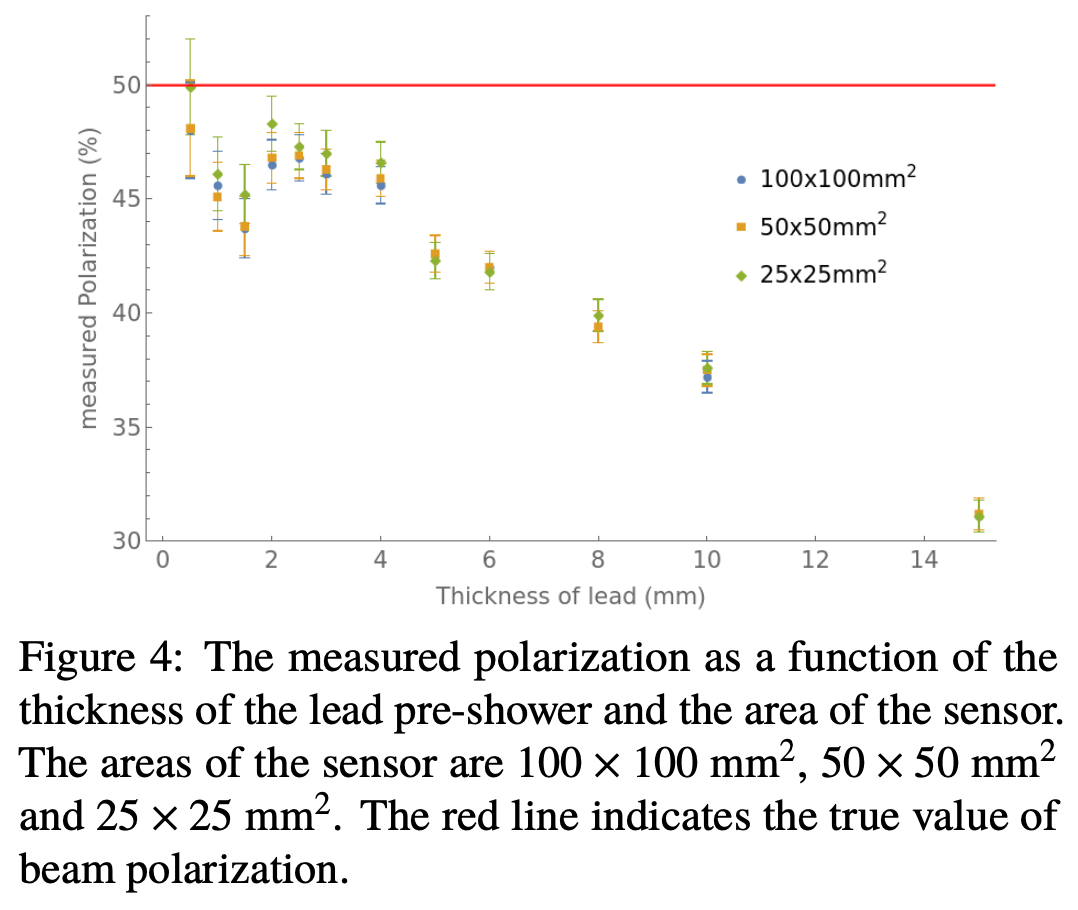 50
45
40
35
30
measured Polarization (%)
100x100mm²
50x50mm²
25x25mm²
0 2 4 6 8 10 12 14
Thickness of lead (mm)
Figure 4: The measured polarization as a function of the
thickness of the lead pre-shower and the area of the sensor.
The areas of the sensor are 100 × 100 mm², 50 × 50 mm²
and 25 × 25 mm². The red line indicates the true value of
beam polarization.